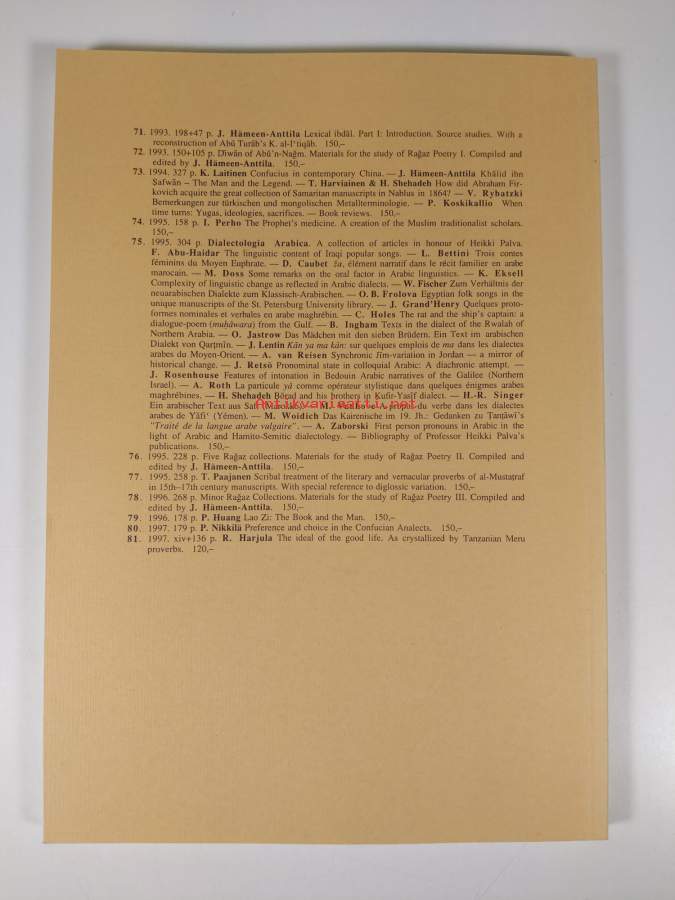 71. 1993. 198+47 p. J. Hämeen-Anttila Lexical ibdāl. Part I: Introduction. Source studies. With a
reconstruction of Abū Turāb's K. al-Iʿtiqāb. 150,–
72. 1993. 150+105 p. Dīwān of Abū'n-Naǧm. Materials for the study of Raǧaz Poetry I. Compiled and
edited by J. Hämeen-Anttila. 150,–
73. 1994. 327 p. K. Laitinen Confucius in contemporary China. — J. Hämeen-Anttila Khālid ibn
Ṣafwān – The Man and the Legend. — T. Harviainen & H. Shehadeh How did Abraham Fir-
kovich acquire the great collection of Samaritan manuscripts in Nablus in 1864? — V. Rybatzki
Bemerkungen zur türkischen und mongolischen Metallterminologie. — P. Koskikallio When
time turns: Yugas, ideologies, sacrifices. — Book reviews. 150,–
74. 1995. 158 p. I. Perho The Prophet's medicine. A creation of the Muslim traditionalist scholars.
150,–
75. 1995. 304 p. Dialectologia Arabica. A collection of articles in honour of Heikki Palva.
F. Abu-Haidar The linguistic content of Iraqi popular songs. — L. Bettini Trois contes
féminins du Moyen Euphrate. — D. Caubet ža, élément narratif dans le récit familier en arabe
marocain. — M. Doss Some remarks on the oral factor in Arabic linguistics. — K. Eksell
Complexity of linguistic change as reflected in Arabic dialects. — W. Fischer Zum Verhältnis der
neuarabischen Dialekte zum Klassisch-Arabischen. — O. B. Frolova Egyptian folk songs in the
unique manuscripts of the St. Petersburg University library. — J. Grand'Henry Quelques proto-
formes nominales et verbales en arabe maghrébin. — C. Holes The rat and the ship's captain: a
dialogue-poem (muḥāwara) from the Gulf. — B. Ingham Texts in the dialect of the Rwalah of
Northern Arabia. — O. Jastrow Das Mädchen mit den sieben Brüdern. Ein Text im arabischen
Dialekt von Qarṭmīn. — J. Lentin Kān ya ma kān: sur quelques emplois de ma dans les dialectes
arabes du Moyen-Orient. — A. van Reisen Synchronic Jīm-variation in Jordan — a mirror of
historical change. — J. Retsö Pronominal state in colloquial Arabic: A diachronic attempt. —
J. Rosenhouse Features of intonation in Bedouin Arabic narratives of the Galilee (Northern
Israel). — A. Roth La particule yā comme opérateur stylistique dans quelques énigmes arabes
maghrébines. — H. Shehadeh Bōrad and his brothers in Kufir-Yasīf dialect. — H.-R. Singer
Ein arabischer Text aus Safi (Marokko). — M. propos du verbe dans les dialectes
arabes de Yāfiʿ (Yémen). — M. Woidich Das Kairenische im 19. Jh.: Gedanken zu Ṭanṭāwī's
"Traité de la langue arabe vulgaire". — A. Zaborski First person pronouns in Arabic in the
light of Arabic and Hamito-Semitic dialectology. — Bibliography of Professor Heikki Palva's
publications. 150,–
76. 1995. 228 p. Five Raǧaz collections. Materials for the study of Raǧaz Poetry II. Compiled and
edited by J. Hämeen-Anttila. 150,–
77. 1995. 258 p. T. Paajanen Scribal treatment of the literary and vernacular proverbs of al-Mustaṭraf
in 15th–17th century manuscripts. With special reference to diglossic variation. 150,–
78. 1996. 268 p. Minor Raǧaz Collections. Materials for the study of Raǧaz Poetry III. Compiled and
edited by J. Hämeen-Anttila. 150,–
79. 1996. 178 p. P. Huang Lao Zi: The Book and the Man. 150,–
80. 1997. 179 p. P. Nikkilä Preference and choice in the Confucian Analects. 150,–
81. 1997. xiv+136 p. R. Harjula The ideal of the good life. As crystallized by Tanzanian Meru
proverbs. 120,–
Antikvariaatti.net